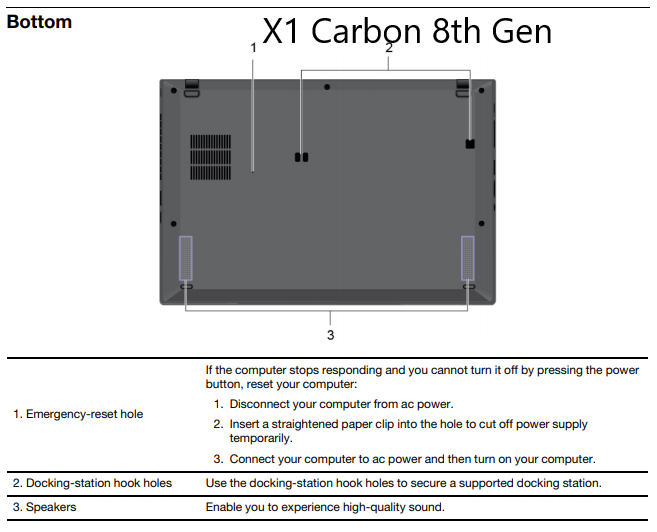 Bottom
X1 Carbon 8th Gen
1
2
3
If the computer stops responding and you cannot turn it off by pressing the power
button, reset your computer:
1. Emergency-reset hole
1. Disconnect your computer from ac power.
2. Insert a straightened paper clip into the hole to cut off power supply
temporarily.
3. Connect your computer to ac power and then turn on your computer.
2. Docking-station hook holes
Use the docking-station hook holes to secure a supported docking station.
3. Speakers
Enable you to experience high-quality sound.